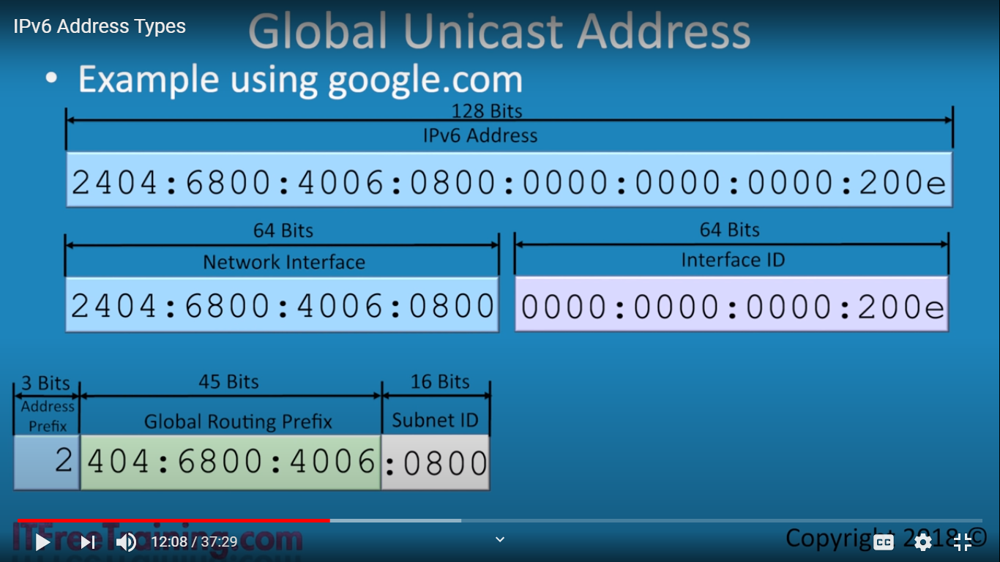 IPv6 Address Types
Global Unicast Address
• Example using google.com
128 Bits
IPv6 Address
2404:6800:4006:0800:0000:0000:0000:200e
64 Bits
64 Bits
Network Interface
Interface ID
2404:6800:4006:0800
0000:0000:0000:200e
3 Bits
45 Bits
16 Bits
Address
Prefix
Global Routing Prefix
Subnet ID
2
404:6800:4006
:0800
ITFreeTraining.com
12:08 / 37:29
Copyright 2018 ©
CC